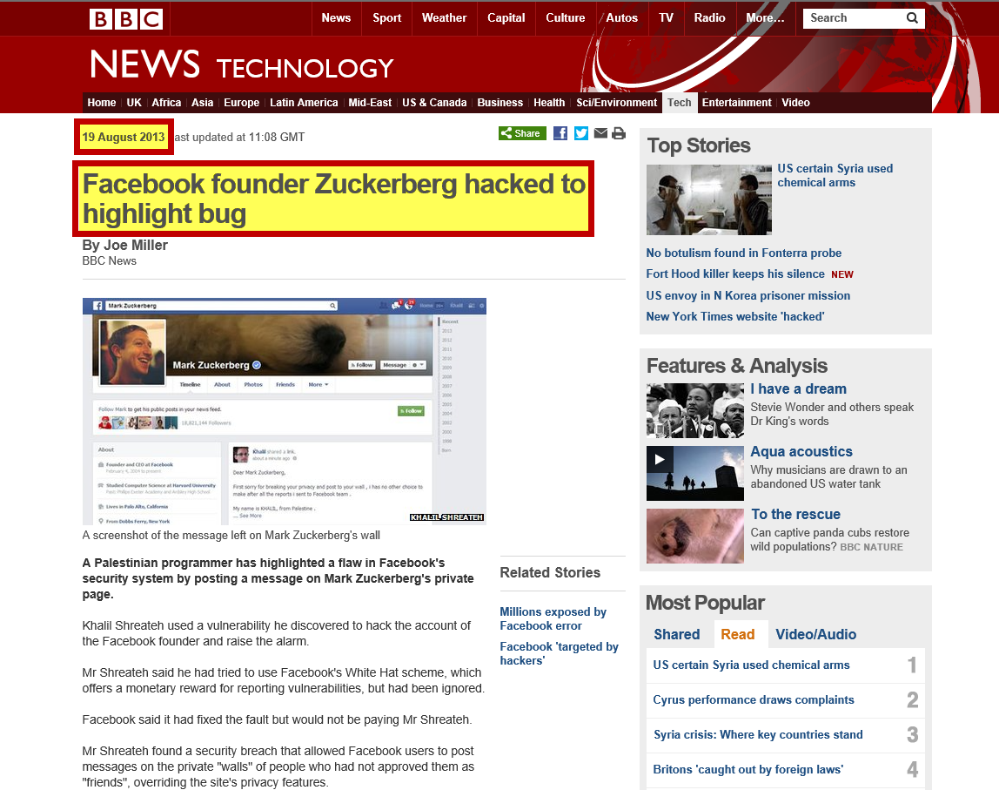 BBC
News Sport Weather Capital Culture Autos TV Radio More... Search
NEWS TECHNOLOGY
Home UK Africa Asia Europe Latin America Mid-East US & Canada Business Health Sci/Environment Tech Entertainment Video
19 August 2013 ast updated at 11:08 GMT
Share
Facebook founder Zuckerberg hacked to
highlight bug
By Joe Miller
BBC News
Mark Zuckerberg
Home Khalil
Mark Zuckerberg
Follow Message
Timeline About Photos Friends More
Follow Mark to get his public posts in your news feed.
Follow
18,821,144 Followers
About
Founder and CEO at Facebook
February 4, 2004 to present
Studied Computer Science at Harvard University
Past: Phillips Exeter Academy and Ardsley High School
Lives in Palo Alto, California
From Dobbs Ferry, New York
Khalil shared a link.
about a minute ago
Dear Mark Zuckerberg,
First sorry for breaking your privacy and post to your wall , i has no other choice to
make after all the reports i sent to Facebook team .
My name is KHALIL, from Palestine .
... See More
Recent
2013
2012
2011
2010
2009
2008
2007
2006
2005
2004
Born
KHALIL SHREATEH
A screenshot of the message left on Mark Zuckerberg's wall
A Palestinian programmer has highlighted a flaw in Facebook's
security system by posting a message on Mark Zuckerberg's private
page.
Khalil Shreateh used a vulnerability he discovered to hack the account of
the Facebook founder and raise the alarm.
Mr Shreateh said he had tried to use Facebook's White Hat scheme, which
offers a monetary reward for reporting vulnerabilities, but had been ignored.
Facebook said it had fixed the fault but would not be paying Mr Shreateh.
Mr Shreateh found a security breach that allowed Facebook users to post
messages on the private "walls" of people who had not approved them as
"friends", overriding the site's privacy features.
Related Stories
Millions exposed by
Facebook error
Facebook 'targeted by
hackers'
Top Stories
US certain Syria used
chemical arms
No botulism found in Fonterra probe
Fort Hood killer keeps his silence NEW
US envoy in N Korea prisoner mission
New York Times website 'hacked'
Features & Analysis
I have a dream
Stevie Wonder and others speak
Dr King's words
Aqua acoustics
Why musicians are drawn to an
abandoned US water tank
To the rescue
Can captive panda cubs restore
wild populations? BBC NATURE
Most Popular
Shared Read Video/Audio
US certain Syria used chemical arms 1
Cyrus performance draws complaints 2
Syria crisis: Where key countries stand 3
Britons 'caught out by foreign laws' 4